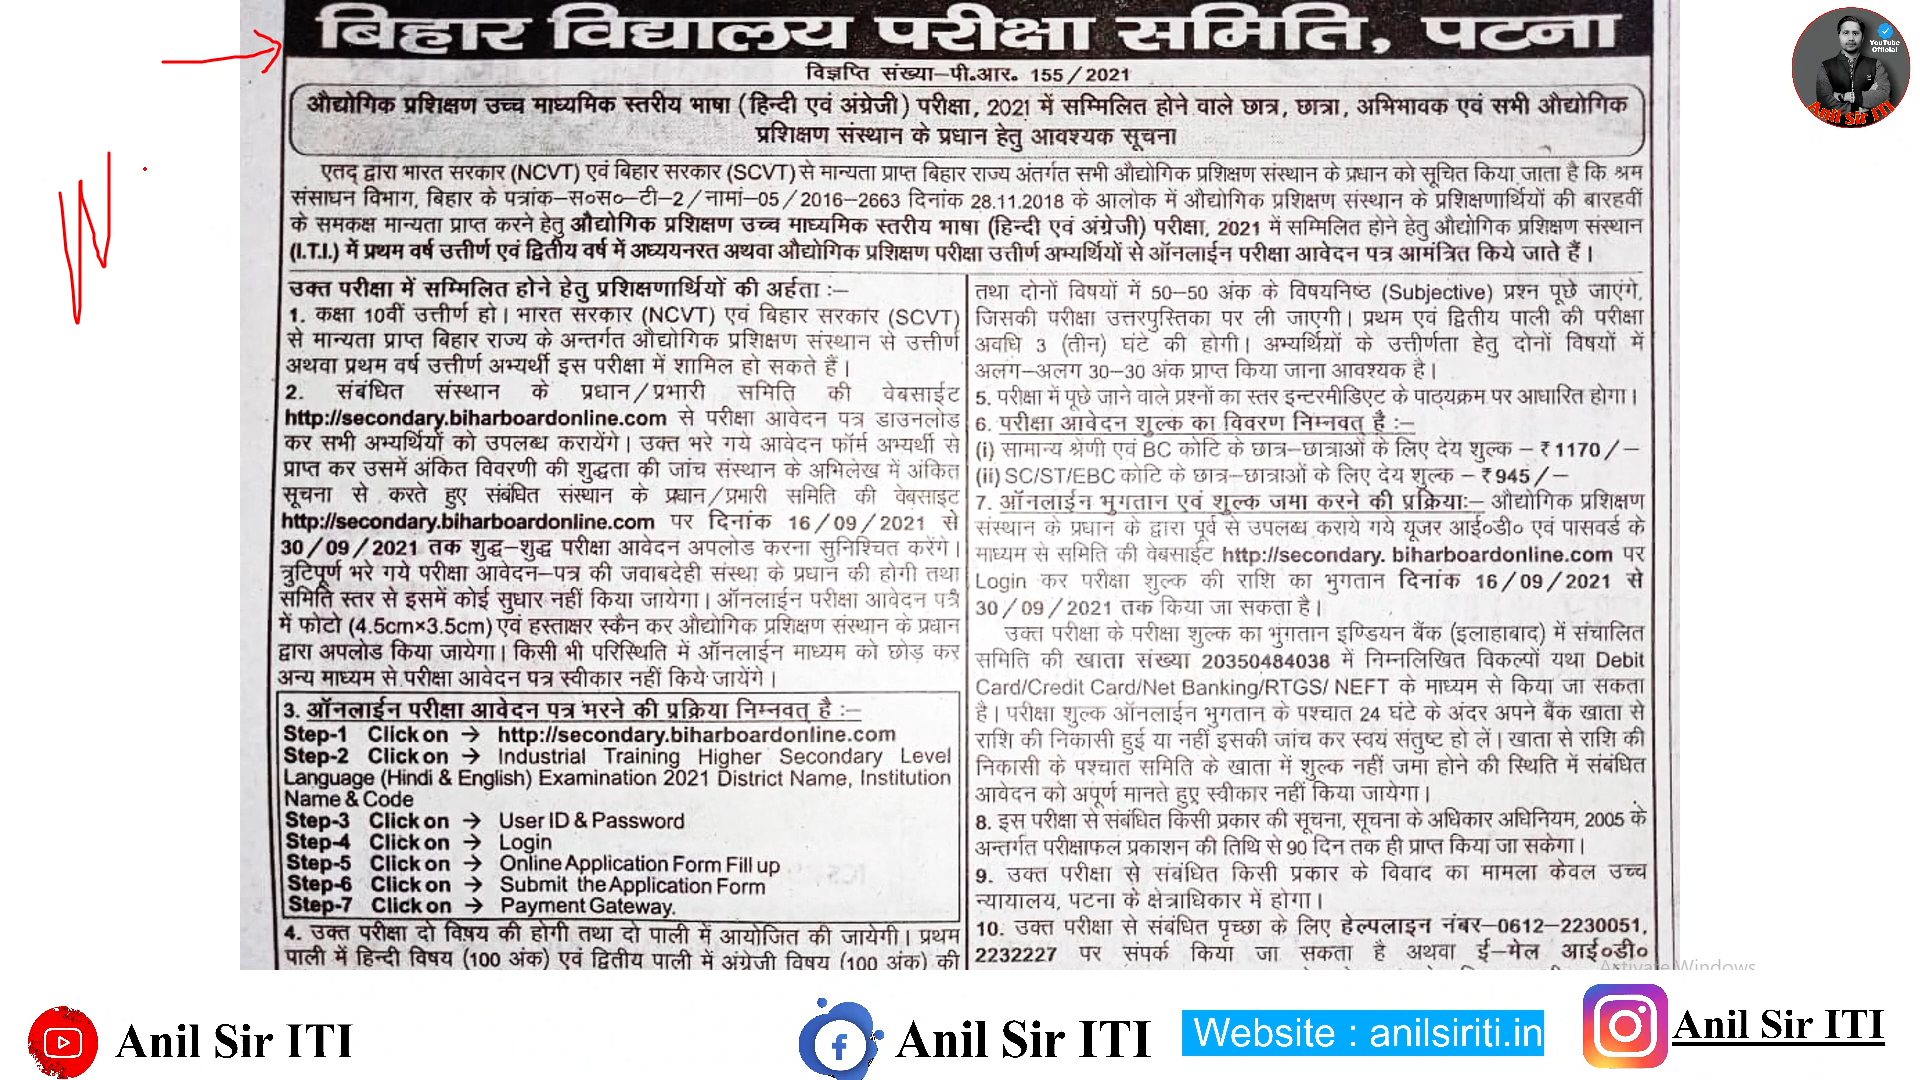 बिहार विद्यालय परीक्षा समिति, पटना
विज्ञप्ति संख्या–पी.आर. 155/2021
औद्योगिक प्रशिक्षण उच्च माध्यमिक स्तरीय भाषा (हिन्दी एवं अंग्रेजी) परीक्षा, 2021 में सम्मिलित होने वाले छात्र, छात्रा, अभिभावक एवं सभी औद्योगिक
प्रशिक्षण संस्थान के प्रधान हेतु आवश्यक सूचना
एतद् द्वारा भारत सरकार (NCVT) एवं बिहार सरकार (SCVT) से मान्यता प्राप्त बिहार राज्य अंतर्गत सभी औद्योगिक प्रशिक्षण संस्थान के प्रधान को सूचित किया जाता है कि श्रम
संसाधन विभाग, बिहार के पत्रांक–स०स०–टी–2/नामां–05/2016–2663 दिनांक 28.11.2018 के आलोक में औद्योगिक प्रशिक्षण संस्थान के प्रशिक्षणार्थियों की बारहवीं
के समकक्ष मान्यता प्राप्त करने हेतु औद्योगिक प्रशिक्षण उच्च माध्यमिक स्तरीय भाषा (हिन्दी एवं अंग्रेजी) परीक्षा, 2021 में सम्मिलित होने हेतु औद्योगिक प्रशिक्षण संस्थान
(I.T.I.) में प्रथम वर्ष उत्तीर्ण एवं द्वितीय वर्ष में अध्ययनरत अथवा औद्योगिक प्रशिक्षण परीक्षा उत्तीर्ण अभ्यर्थियों से ऑनलाईन परीक्षा आवेदन पत्र आमंत्रित किये जाते हैं।
उक्त परीक्षा में सम्मिलित होने हेतु प्रशिक्षणार्थियों की अर्हता :–
1. कक्षा 10वीं उत्तीर्ण हो। भारत सरकार (NCVT) एवं बिहार सरकार (SCVT)
से मान्यता प्राप्त बिहार राज्य के अन्तर्गत औद्योगिक प्रशिक्षण संस्थान से उत्तीर्ण
अथवा प्रथम वर्ष उत्तीर्ण अभ्यर्थी इस परीक्षा में शामिल हो सकते हैं।
2. संबंधित संस्थान के प्रधान/प्रभारी समिति की वेबसाईट
http://secondary.biharboardonline.com से परीक्षा आवेदन पत्र डाउनलोड
कर सभी अभ्यर्थियों को उपलब्ध करायेंगे। उक्त भरे गये आवेदन फॉर्म अभ्यर्थी से
प्राप्त कर उसमें अंकित विवरणी की शुद्धता की जांच संस्थान के अभिलेख में अंकित
सूचना से करते हुए संबंधित संस्थान के प्रधान/प्रभारी समिति की वेबसाइट
http://secondary.biharboardonline.com पर दिनांक 16/09/2021 से
30/09/2021 तक शुद्ध–शुद्ध परीक्षा आवेदन अपलोड करना सुनिश्चित करेंगे।
त्रुटिपूर्ण भरे गये परीक्षा आवेदन–पत्र की जवाबदेही संस्था के प्रधान की होगी तथा
समिति स्तर से इसमें कोई सुधार नहीं किया जायेगा। ऑनलाईन परीक्षा आवेदन पत्र
में फोटो (4.5cm×3.5cm) एवं हस्ताक्षर स्कैन कर औद्योगिक प्रशिक्षण संस्थान के प्रधान
द्वारा अपलोड किया जायेगा। किसी भी परिस्थिति में ऑनलाईन माध्यम को छोड़ कर
अन्य माध्यम से परीक्षा आवेदन पत्र स्वीकार नहीं किये जायेंगे।
3. ऑनलाईन परीक्षा आवेदन पत्र भरने की प्रक्रिया निम्नवत् है :–
Step-1 Click on → http://secondary.biharboardonline.com
Step-2 Click on → Industrial Training Higher Secondary Level
Language (Hindi & English) Examination 2021 District Name, Institution
Name & Code
Step-3 Click on → User ID & Password
Step-4 Click on → Login
Step-5 Click on → Online Application Form Fill up
Step-6 Click on → Submit the Application Form
Step-7 Click on → Payment Gateway.
4. उक्त परीक्षा दो विषय की होगी तथा दो पाली में आयोजित की जायेगी। प्रथम
पाली में हिन्दी विषय (100 अंक) एवं द्वितीय पाली में अंग्रेजी विषय (100 अंक) की
तथा दोनों विषयों में 50–50 अंक के विषयनिष्ठ (Subjective) प्रश्न पूछे जाएंगे,
जिसकी परीक्षा उत्तरपुस्तिका पर ली जाएगी। प्रथम एवं द्वितीय पाली की परीक्षा
अवधि 3 (तीन) घंटे की होगी। अभ्यर्थियों के उत्तीर्णता हेतु दोनों विषयों में
अलग–अलग 30–30 अंक प्राप्त किया जाना आवश्यक है।
5. परीक्षा में पूछे जाने वाले प्रश्नों का स्तर इन्टरमीडिएट के पाठ्यक्रम पर आधारित होगा।
6. परीक्षा आवेदन शुल्क का विवरण निम्नवत् है :–
(i) सामान्य श्रेणी एवं BC कोटि के छात्र–छात्राओं के लिए देय शुल्क – ₹1170/–
(ii) SC/ST/EBC कोटि के छात्र–छात्राओं के लिए देय शुल्क – ₹945/–
7. ऑनलाईन भुगतान एवं शुल्क जमा करने की प्रक्रिया:– औद्योगिक प्रशिक्षण
संस्थान के प्रधान के द्वारा पूर्व से उपलब्ध कराये गये यूजर आई०डी० एवं पासवर्ड के
माध्यम से समिति की वेबसाईट http://secondary. biharboardonline.com पर
Login कर परीक्षा शुल्क की राशि का भुगतान दिनांक 16/09/2021 से
30/09/2021 तक किया जा सकता है।
उक्त परीक्षा के परीक्षा शुल्क का भुगतान इण्डियन बैंक (इलाहाबाद) में संचालित
समिति की खाता संख्या 20350484038 में निम्नलिखित विकल्पों यथा Debit
Card/Credit Card/Net Banking/RTGS/ NEFT के माध्यम से किया जा सकता
है। परीक्षा शुल्क ऑनलाईन भुगतान के पश्चात 24 घंटे के अंदर अपने बैंक खाता से
राशि की निकासी हुई या नहीं इसकी जांच कर स्वयं संतुष्ट हो लें। खाता से राशि की
निकासी के पश्चात समिति के खाता में शुल्क नहीं जमा होने की स्थिति में संबंधित
आवेदन को अपूर्ण मानते हुए स्वीकार नहीं किया जायेगा।
8. इस परीक्षा से संबंधित किसी प्रकार की सूचना, सूचना के अधिकार अधिनियम, 2005 के
अन्तर्गत परीक्षाफल प्रकाशन की तिथि से 90 दिन तक ही प्राप्त किया जा सकेगा।
9. उक्त परीक्षा से संबंधित किसी प्रकार के विवाद का मामला केवल उच्च
न्यायालय, पटना के क्षेत्राधिकार में होगा।
10. उक्त परीक्षा से संबंधित पृच्छा के लिए हेल्पलाइन नंबर–0612–2230051,
2232227 पर संपर्क किया जा सकता है अथवा ई–मेल आई०डी०
Activate Windows
YouTube
Official
Anil Sir ITI
Anil Sir ITI
Anil Sir ITI
Website : anilsiriti.in
Anil Sir ITI